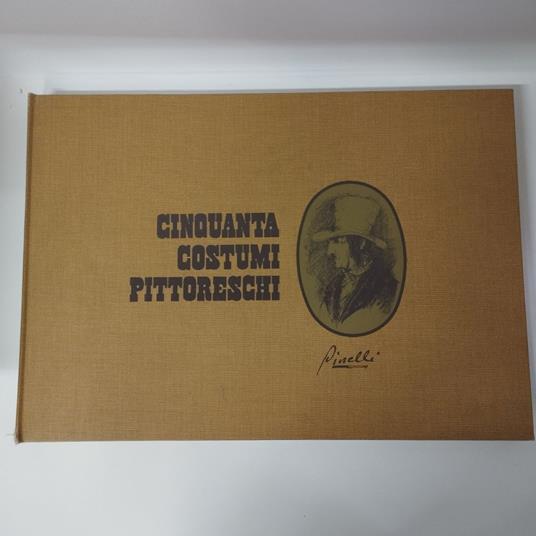 CINQUANTA
COSTUMI
PITTORESCHI
Pinelli